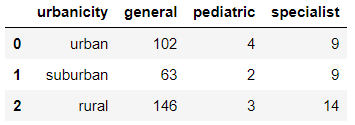 urbanicity general pediatric specialist
0 urban 102 4 9
1 suburban 63 2 9
2 rural 146 3 14